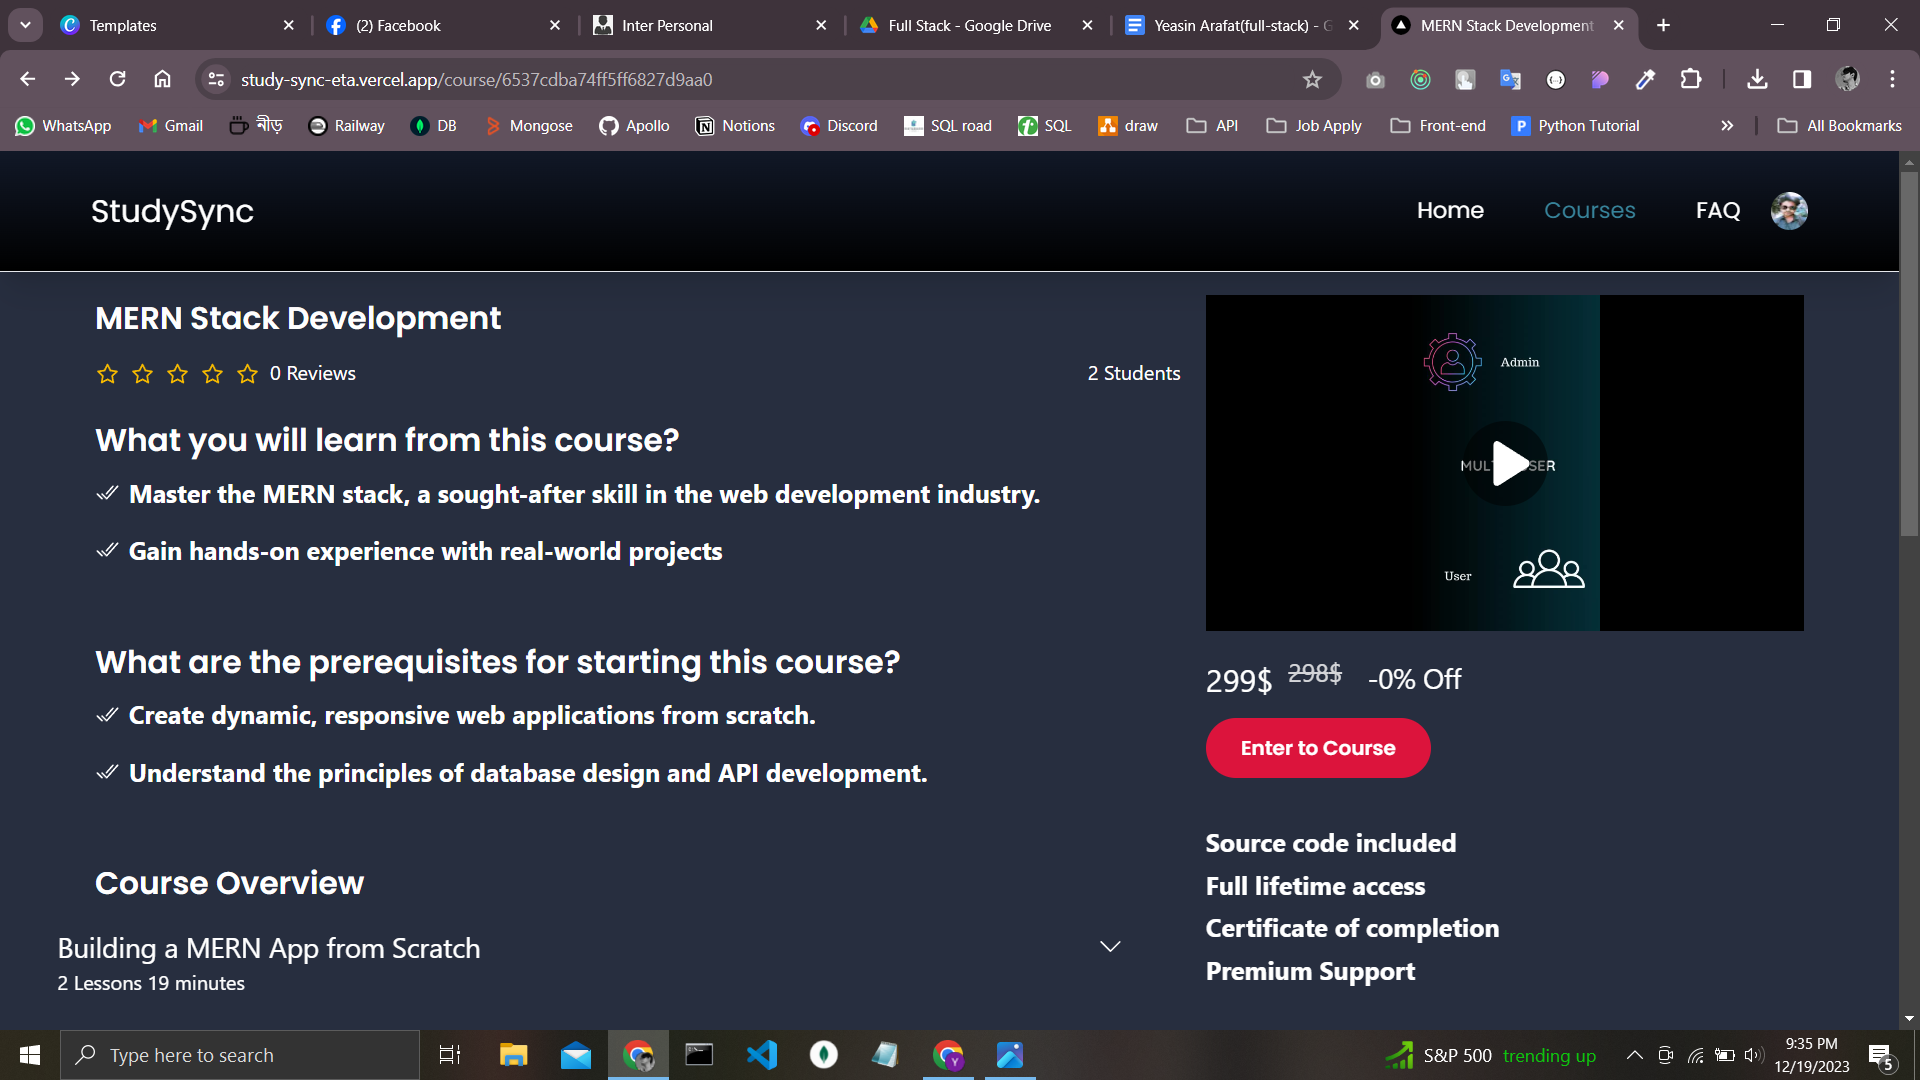 Templates
(2) Facebook
Inter Personal
Full Stack - Google Drive
Yeasin Arafat(full-stack) - G
MERN Stack Development
study-sync-eta.vercel.app/course/6537cdba74ff5ff6827d9aa0
WhatsApp
Gmail
নীড়
Railway
DB
Mongose
Apollo
Notions
Discord
SQL road
SQL
draw
API
Job Apply
Front-end
Python Tutorial
All Bookmarks
StudySync
Home
Courses
FAQ
MERN Stack Development
0 Reviews
2 Students
What you will learn from this course?
Master the MERN stack, a sought-after skill in the web development industry.
Gain hands-on experience with real-world projects
What are the prerequisites for starting this course?
Create dynamic, responsive web applications from scratch.
Understand the principles of database design and API development.
Course Overview
Building a MERN App from Scratch
2 Lessons 19 minutes
Admin
User
299$ 298$ -0% Off
Enter to Course
Source code included
Full lifetime access
Certificate of completion
Premium Support
Type here to search
S&P 500 trending up
9:35 PM
12/19/2023
5